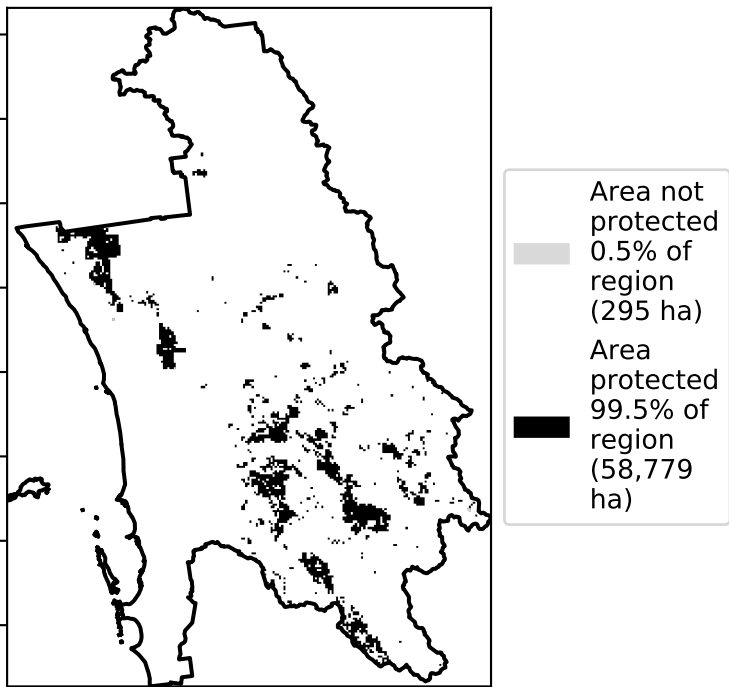 Area not
protected
0.5% of
region
(295 ha)
Area
protected
99.5% of
region
(58,779
ha)